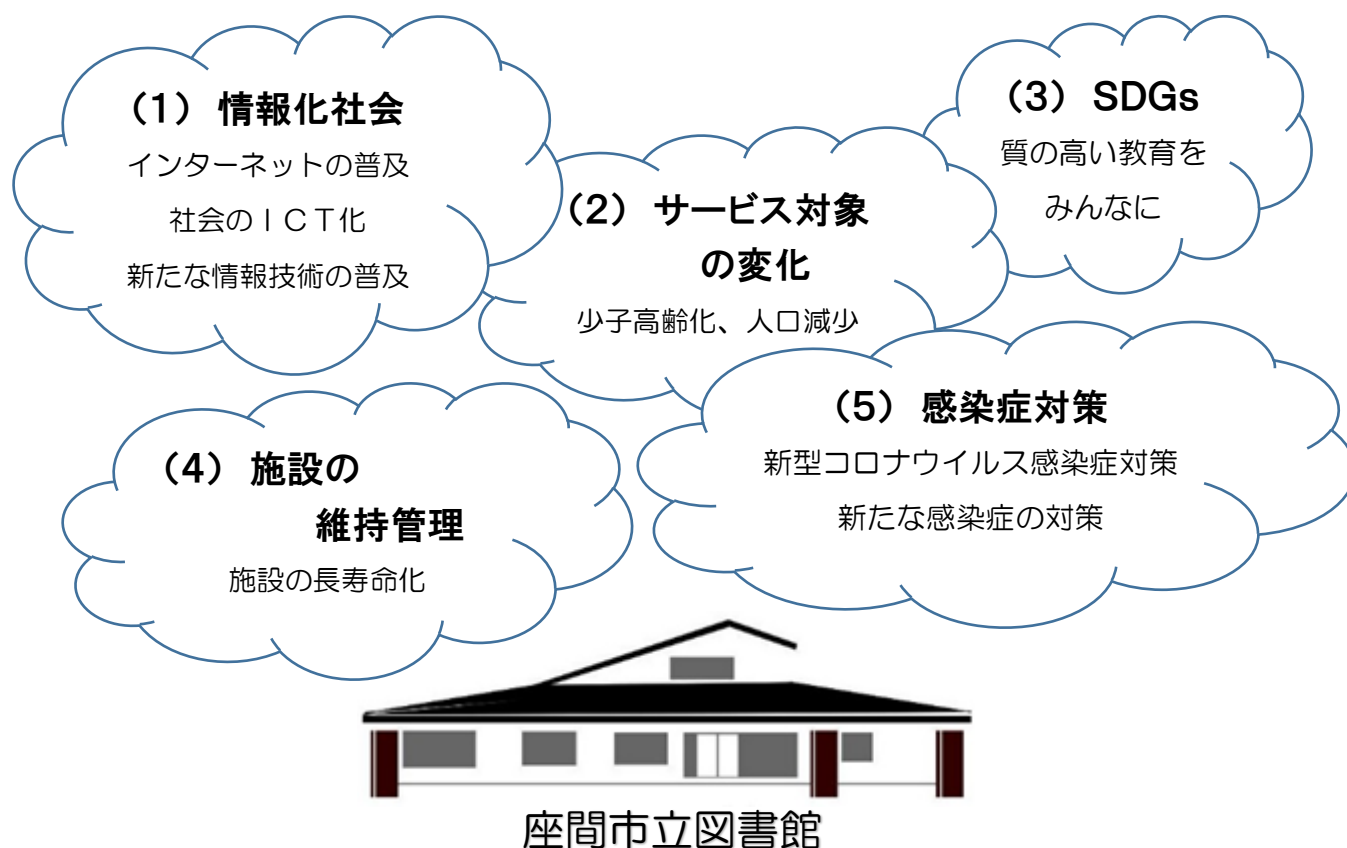 （1） 情報化社会
インターネットの普及
社会のＩＣＴ化
新たな情報技術の普及
（2） サービス対象
の変化
少子高齢化、人口減少
（3） SDGs
質の高い教育を
みんなに
（4） 施設の
維持管理
施設の長寿命化
（5） 感染症対策
新型コロナウイルス感染症対策
新たな感染症の対策
座間市立図書館